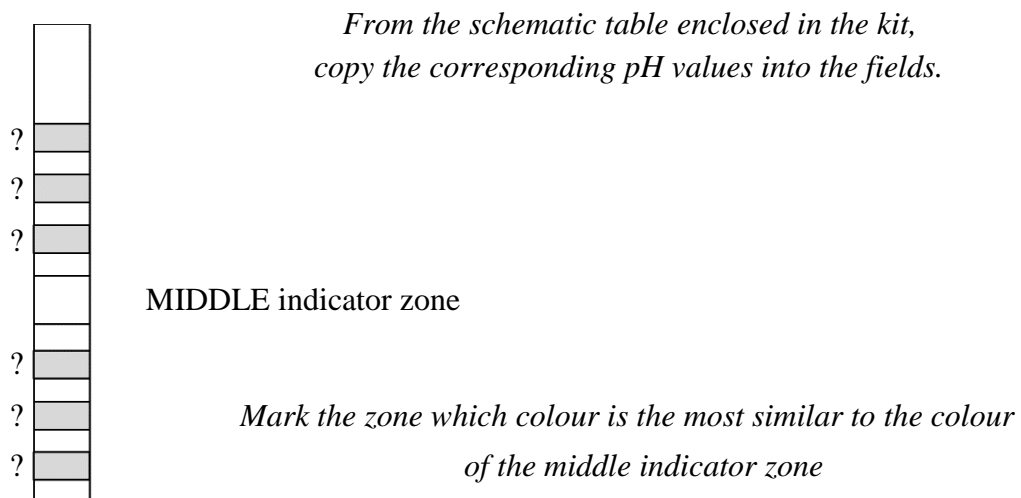 From the schematic table enclosed in the kit,
copy the corresponding pH values into the fields.
?
?
?
MIDDLE indicator zone
?
?
Mark the zone which colour is the most similar to the colour
?
of the middle indicator zone